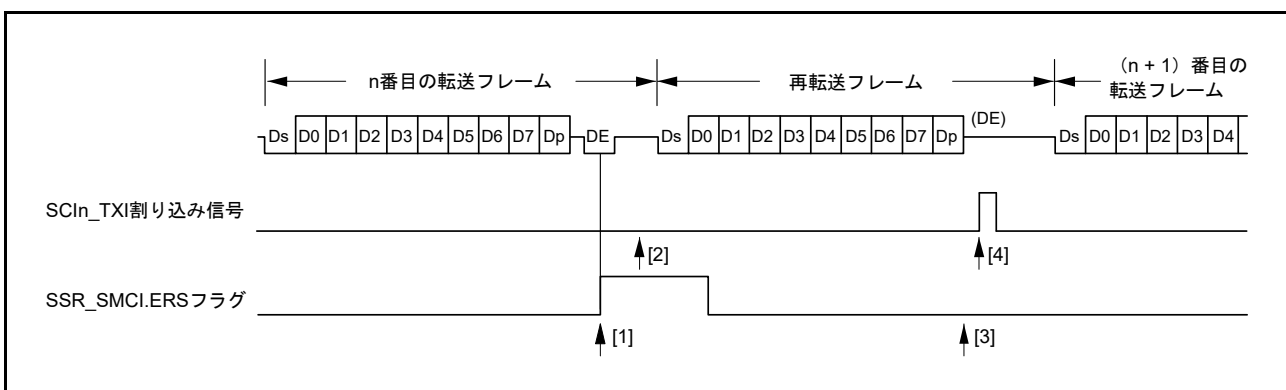 n番目の転送フレーム
再転送フレーム
(n + 1) 番目の
転送フレーム
Ds D0 D1 D2 D3 D4 D5 D6 D7 Dp DE Ds D0 D1 D2 D3 D4 D5 D6 D7 Dp (DE) Ds D0 D1 D2 D3 D4
SCIn_TXI割り込み信号
[2] [4]
SSR_SMCI.ERSフラグ
[1] [3]